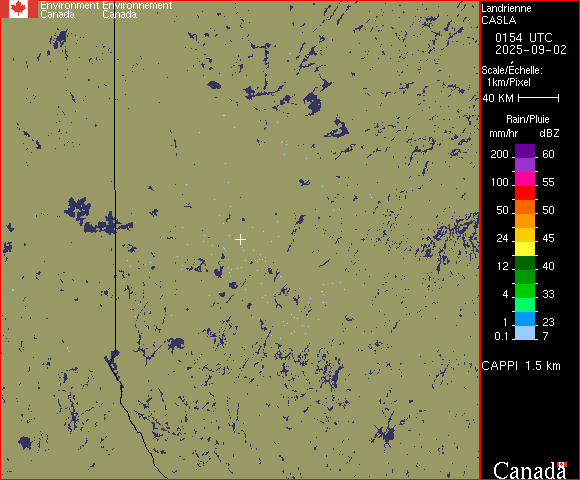 Environment Environnement
Canada Canada
Landrienne
CASLA
0154 UTC
2025-09-02
Scale/Échelle:
1km/Pixel
40 KM
Rain/Pluie
mm/hr dBZ
200 60
100 55
50 50
24 45
12 40
4 33
1 23
0.1 7
CAPPI 1.5 km
Canada